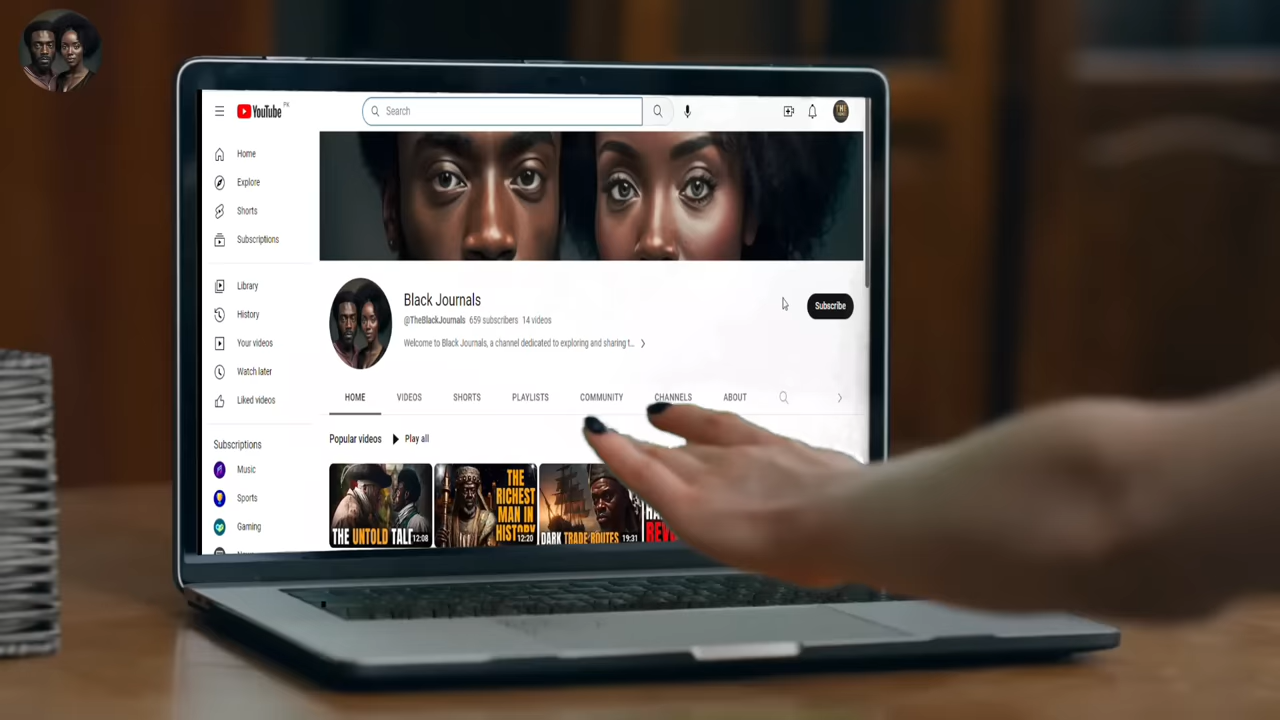 YouTube PK
Search
Home
Explore
Shorts
Subscriptions
Library
History
Your videos
Watch later
Liked videos
Subscriptions
Music
Sports
Gaming
Black Journals
@TheBlackJournals 659 subscribers 14 videos
Welcome to Black Journals, a channel dedicated to exploring and sharing t...
Subscribe
HOME VIDEOS SHORTS PLAYLISTS COMMUNITY CHANNELS ABOUT
Popular videos Play all
THE UNTOLD TALE
12:08
THE
RICHEST
MAN IN
HISTORY
12:20
DARK TRADE ROUTES
19:31